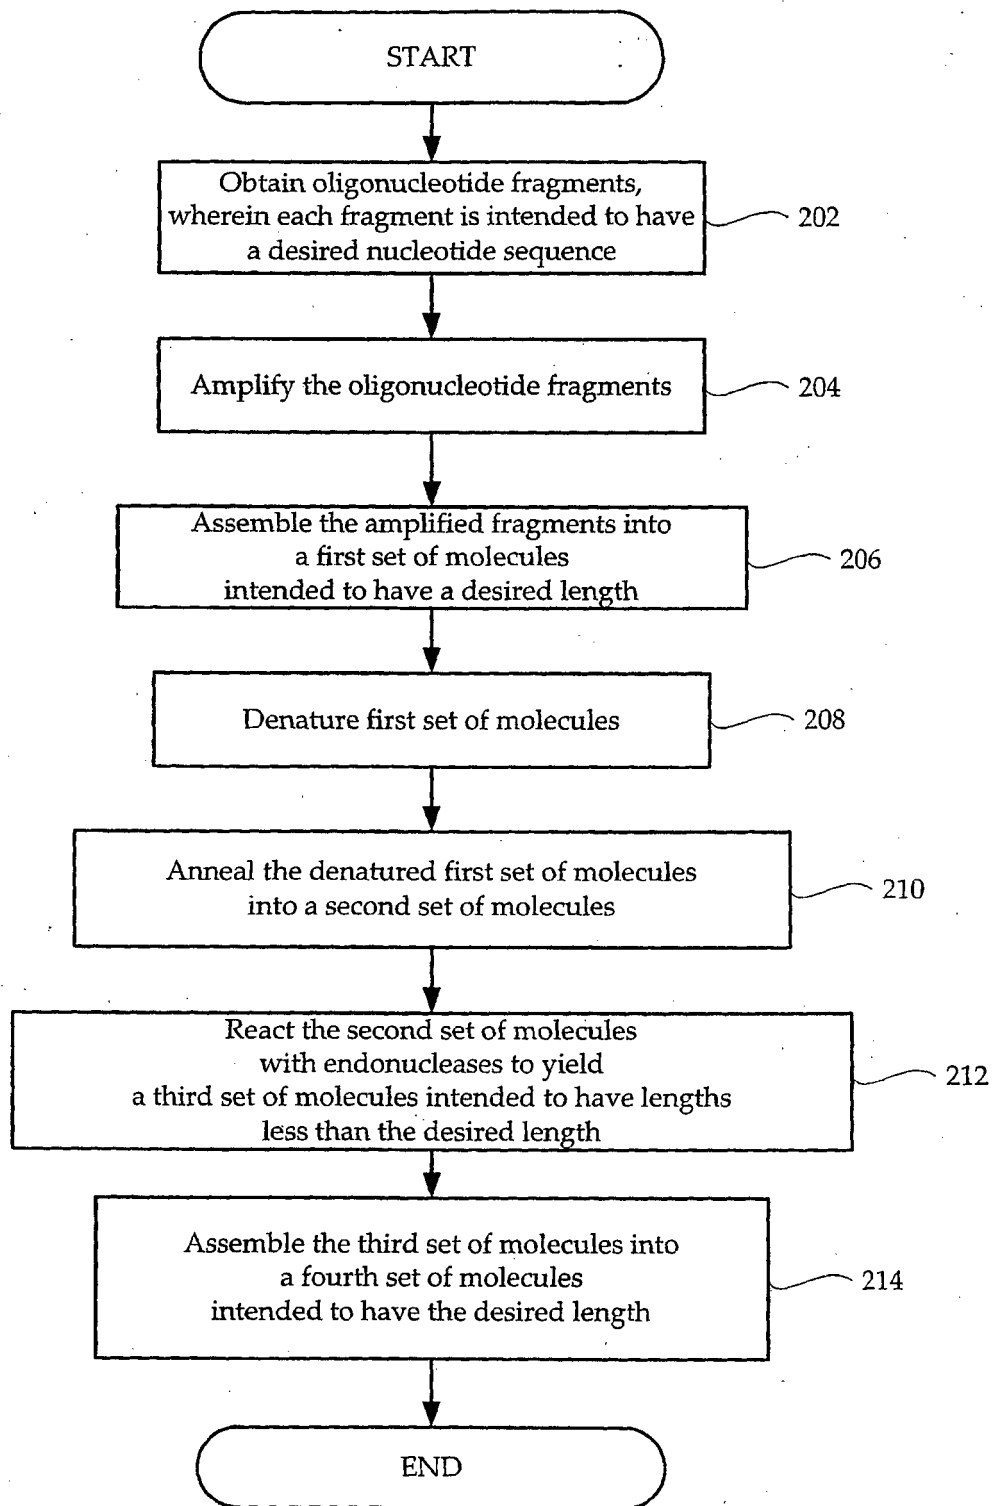 START
Obtain oligonucleotide fragments,
wherein each fragment is intended to have
a desired nucleotide sequence
202
Amplify the oligonucleotide fragments
204
Assemble the amplified fragments into
a first set of molecules
intended to have a desired length
206
Denature first set of molecules
208
Anneal the denatured first set of molecules
into a second set of molecules
210
React the second set of molecules
with endonucleases to yield
a third set of molecules intended to have lengths
less than the desired length
212
Assemble the third set of molecules into
a fourth set of molecules
intended to have the desired length
214
END